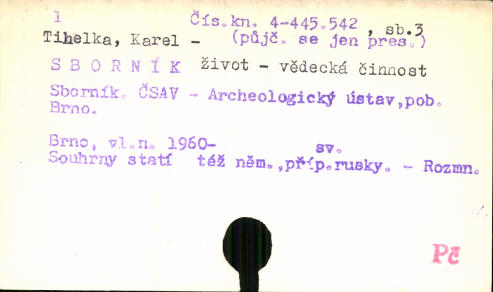 1 Čís.kn. 4-445.542 , sb.3
Tihelka, Karel - (půjč. se jen pres.)
SBORNÍK život - vědecká činnost
Sborník. ČSAV - Archeologický ústav,pob.
Brno.
Brno, vl.n. 1960- sv.
Souhrny statí též něm.,příp.rusky. - Rozmn.
Pč